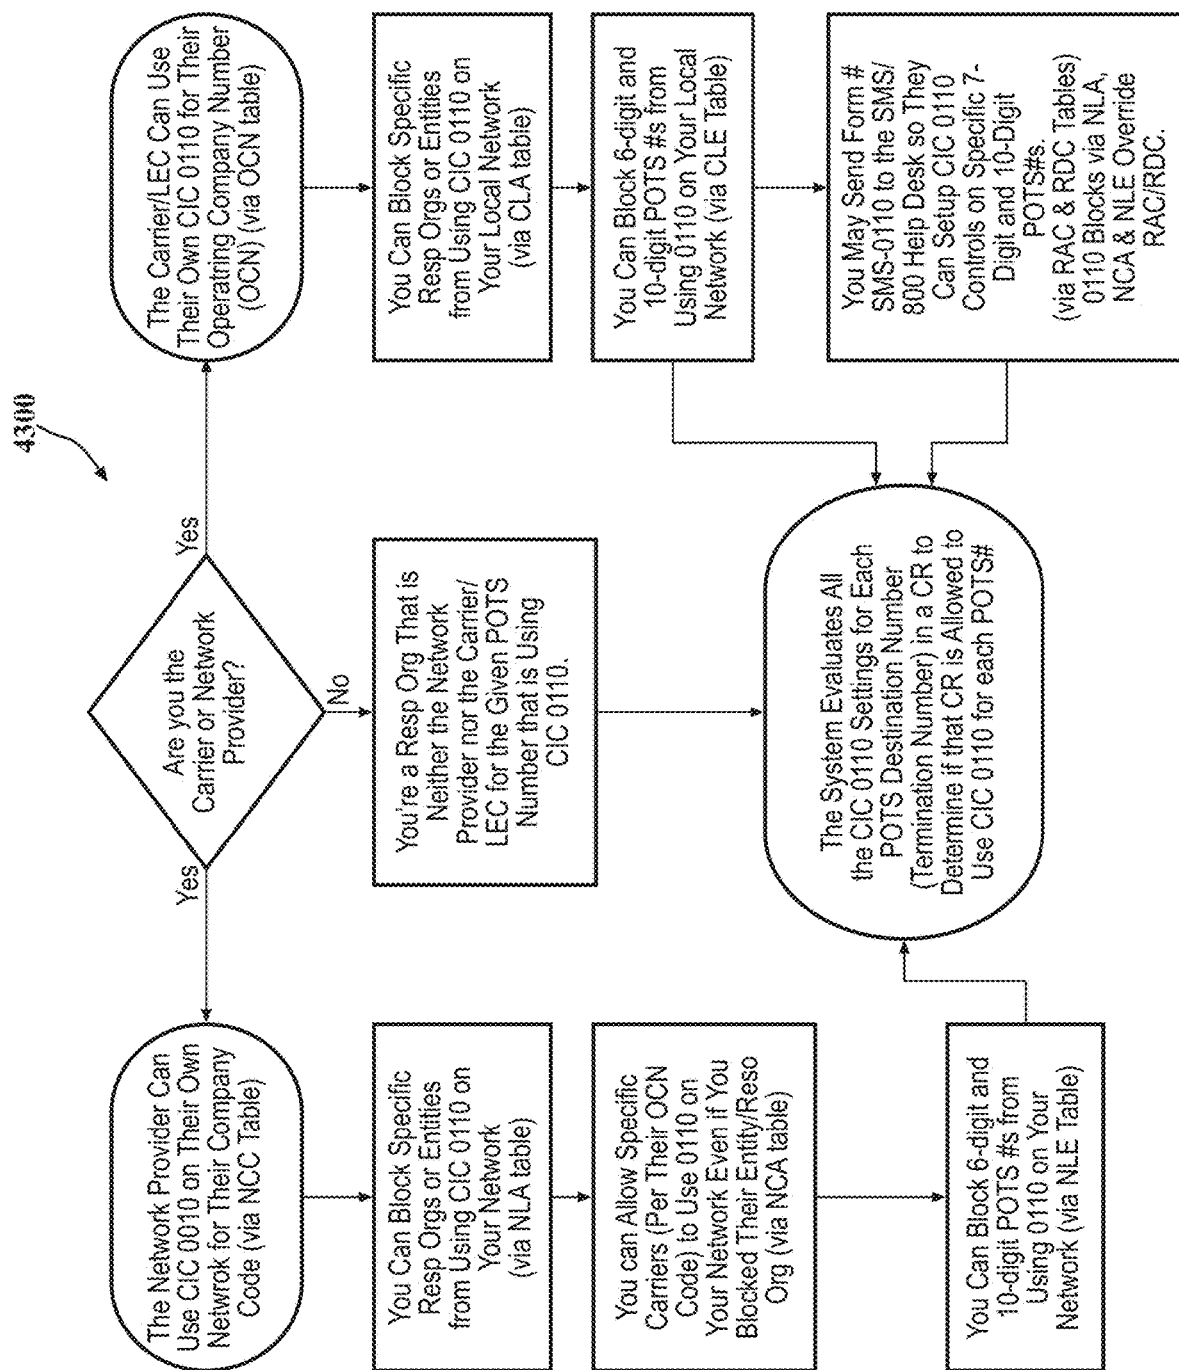 4300
Are you the
Carrier or Network
Provider?
Yes
Yes
No
The Network Provider Can
Use CIC 0010 on Their Own
Netwrok for Their Company
Code (via NCC Table)
You Can Block Specific
Resp Orgs or Entities
from Using CIC 0110 on
Your Network
(via NLA table)
You can Allow Specific
Carriers (Per Their OCN
Code) to Use 0110 on
Your Network Even if You
Blocked Their Entity/Reso
Org (via NCA table)
You Can Block 6-digit and
10-digit POTS #s from
Using 0110 on Your
Network (via NLE Table)
You're a Resp Org That is
Neither the Network
Provider nor the Carrier/
LEC for the Given POTS
Number that is Using
CIC 0110.
The System Evaluates All
the CIC 0110 Settings for Each
POTS Destination Number
(Termination Number) in a CR to
Determine if that CR is Allowed to
Use CIC 0110 for each POTS#
The Carrier/LEC Can Use
Their Own CIC 0110 for Their
Operating Company Number
(OCN) (via OCN table)
You Can Block Specific
Resp Orgs or Entities
from Using CIC 0110 on
Your Local Network
(via CLA table)
You Can Block 6-digit and
10-digit POTS #s from
Using 0110 on Your Local
Network (via CLE Table)
You May Send Form #
SMS-0110 to the SMS/
800 Help Desk so They
Can Setup CIC 0110
Controls on Specific 7-
Digit and 10-Digit
POTS#s.
(via RAC & RDC Tables)
0110 Blocks via NLA,
NCA & NLE Override
RAC/RDC.